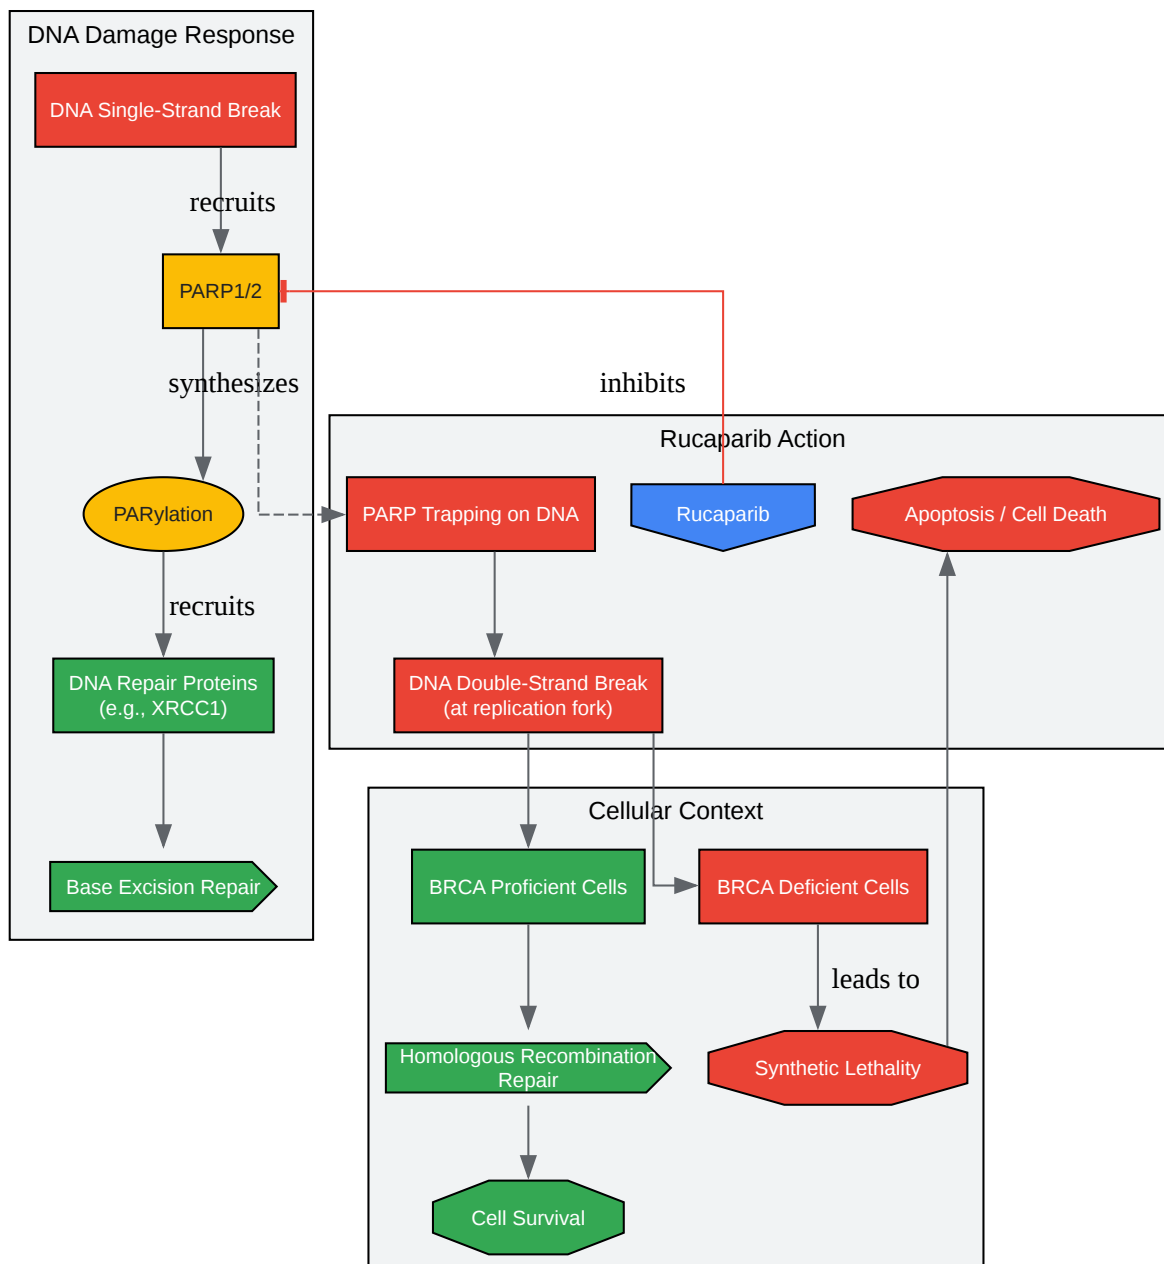 DNA Damage Response
DNA Single-Strand Break
recruits
PARP1/2
synthesizes
inhibits
Rucaparib Action
PARylation
PARP Trapping on DNA
Rucaparib
Apoptosis / Cell Death
recruits
DNA Repair Proteins
(e.g., XRCC1)
DNA Double-Strand Break
(at replication fork)
Cellular Context
Base Excision Repair
BRCA Proficient Cells
BRCA Deficient Cells
leads to
Homologous Recombination
Repair
Synthetic Lethality
Cell Survival